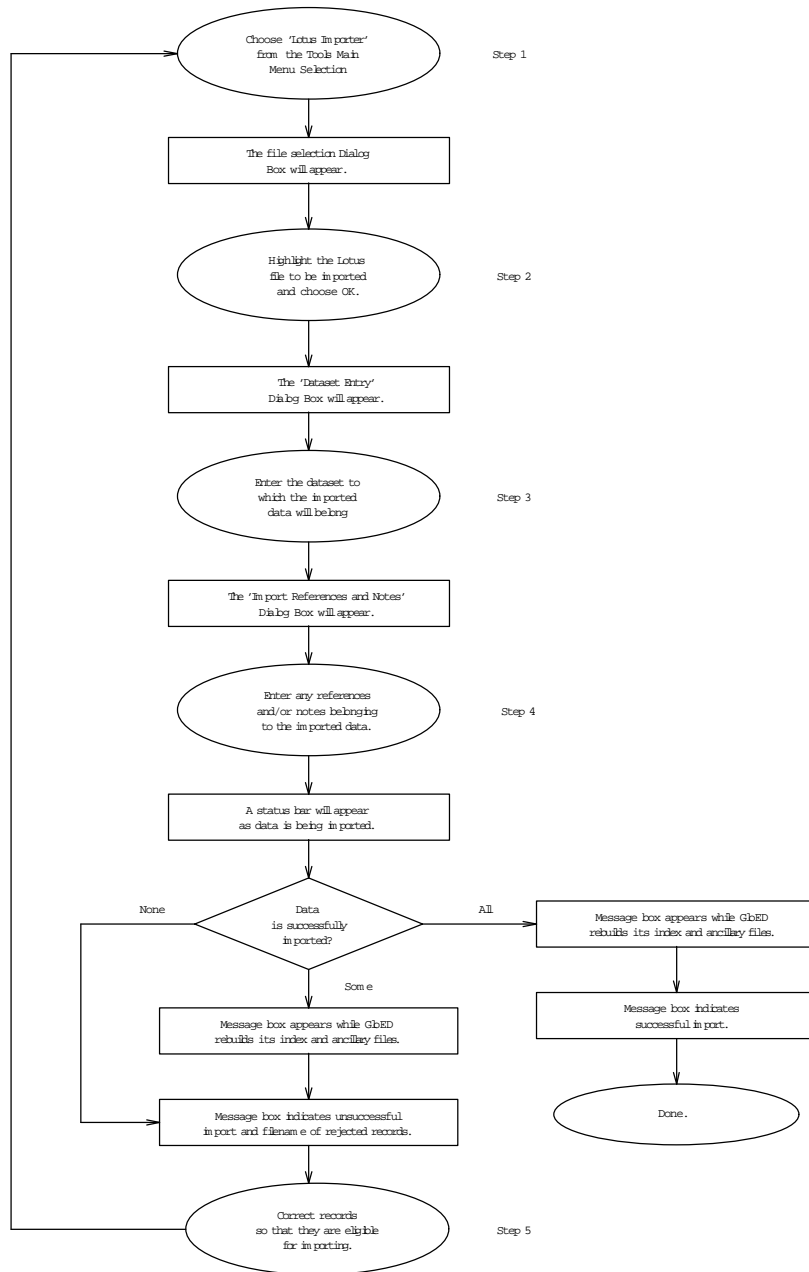 Choose 'Lotus Importer'
from the Tools Main
Menu Selection
Step 1
The file selection Dialog
Box will appear.
Highlight the Lotus
file to be imported
and choose OK.
Step 2
The 'Dataset Entry'
Dialog Box will appear.
Enter the dataset to
which the imported
data will belong
Step 3
The 'Import References and Notes'
Dialog Box will appear.
Enter any references
and/or notes belonging
to the imported data.
Step 4
A status bar will appear
as data is being imported.
None
Data
is successfully
imported?
All
Some
Message box appears while GloED
rebuilds its index and ancillary files.
Message box indicates
successful import.
Done.
Message box appears while GloED
rebuilds its index and ancillary files.
Message box indicates unsuccessful
import and filename of rejected records.
Correct records
so that they are eligible
for importing.
Step 5